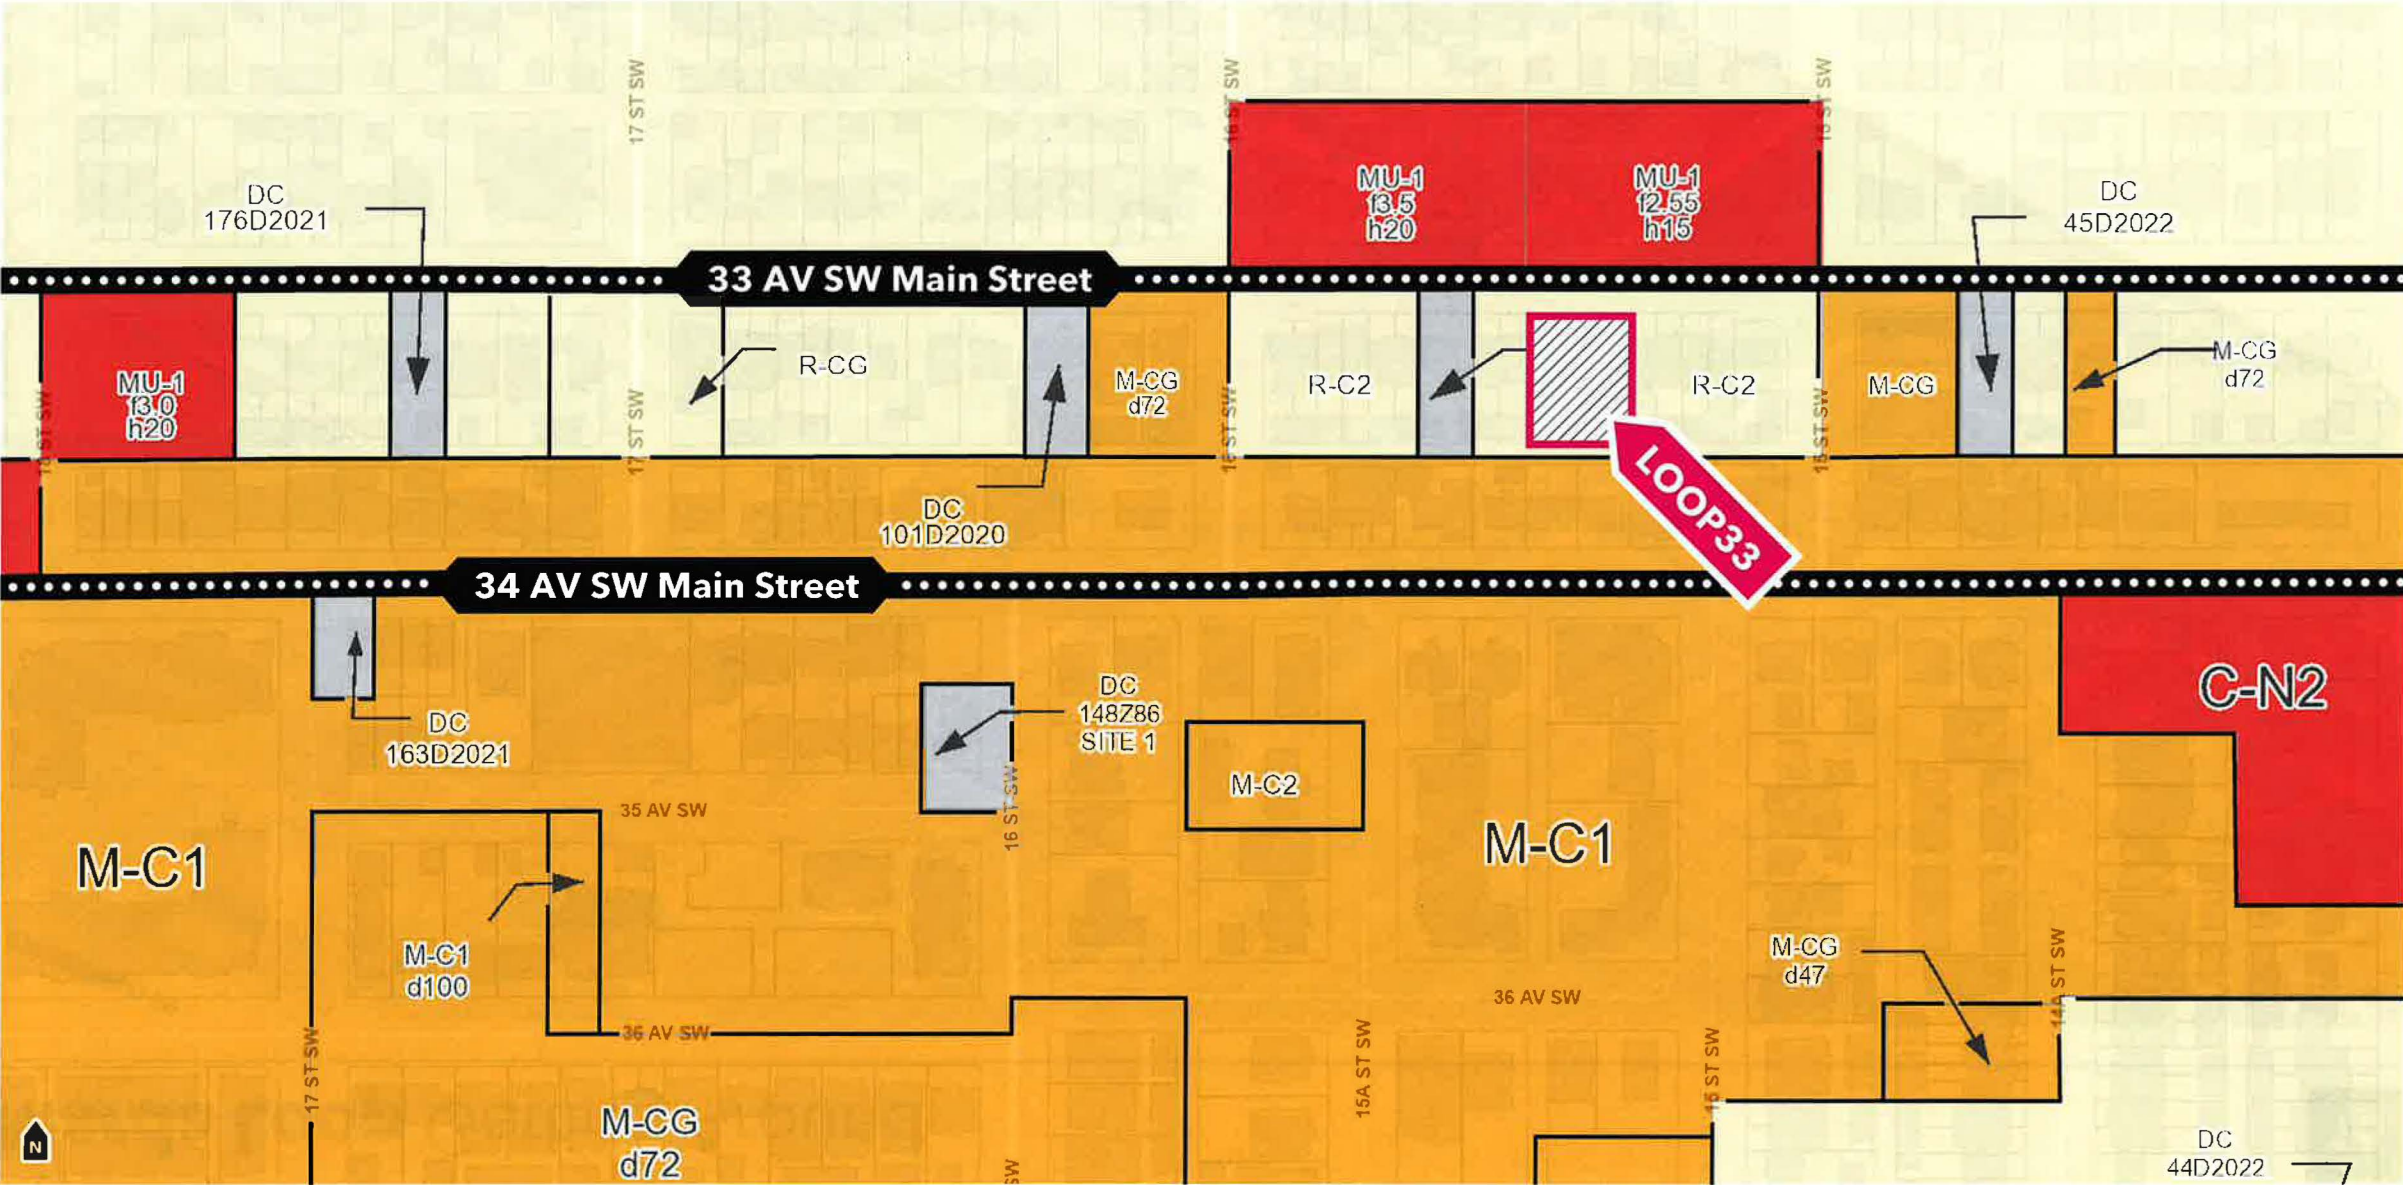 17 ST SW
16 ST SW
15 ST SW
DC
176D2021
MU-1
f3.5
h20
MU-1
f2.55
h15
DC
45D2022
33 AV SW Main Street
MU-1
f3.0
h20
R-CG
M-CG
d72
R-C2
R-C2
M-CG
M-CG
d72
18 ST SW
17 ST SW
16 ST SW
15 ST SW
LOOP33
DC
101D2020
34 AV SW Main Street
DC
163D2021
DC
148Z86
SITE 1
C-N2
M-C2
35 AV SW
16 ST SW
M-C1
M-C1
M-C1
d100
M-CG
d47
14A ST SW
36 AV SW
36 AV SW
17 ST SW
15A ST SW
15 ST SW
M-CG
d72
SW
N
DC
44D2022